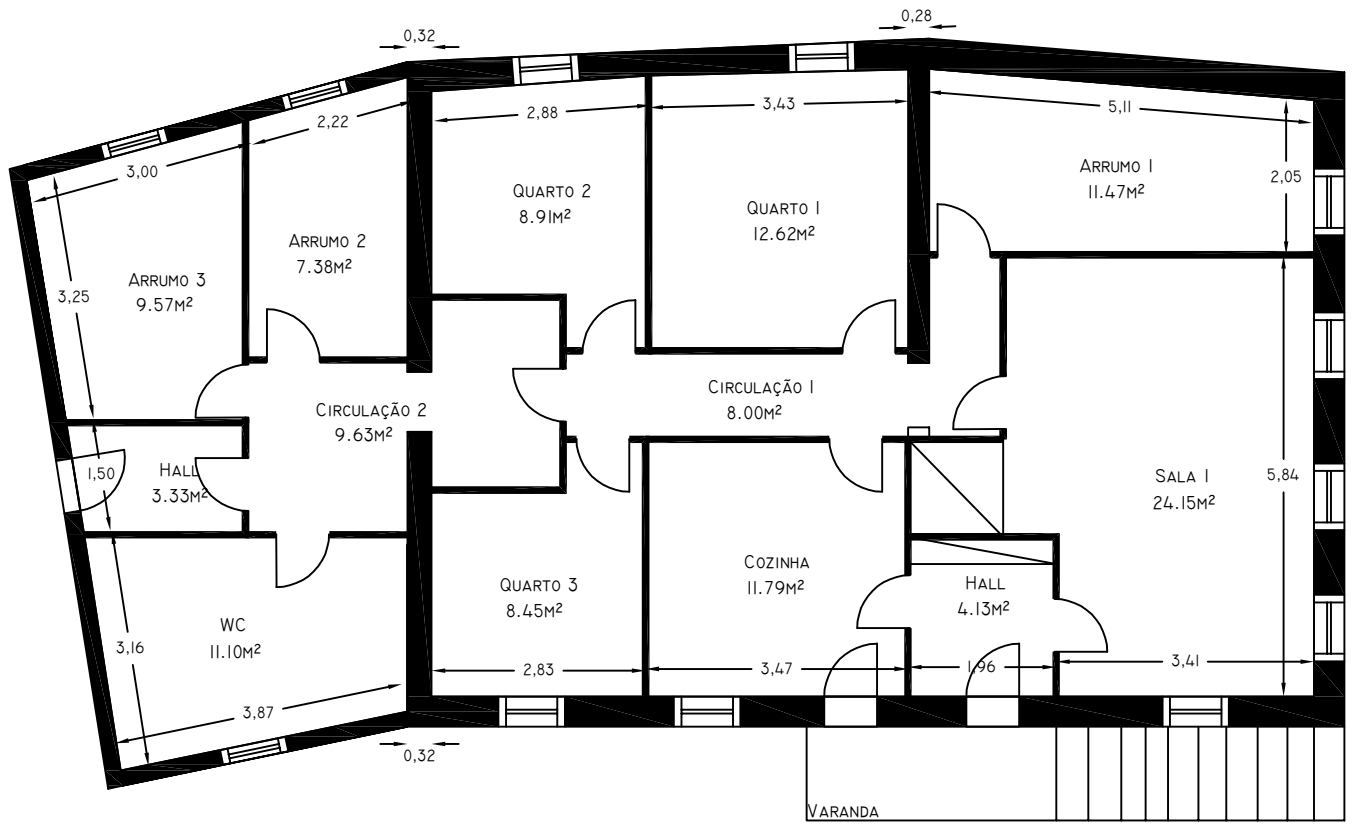 0,28
0,32
2,22
2,88
3,43
5,11
3,00
ARRUMO 1
11.47M²
2,05
QUARTO 2
8.91M²
QUARTO 1
12.62M²
ARRUMO 2
7.38M²
ARRUMO 3
9.57M²
3,25
CIRCULAÇÃO 1
8.00M²
CIRCULAÇÃO 2
9.63M²
1,50
HALL
3.33M²
SALA 1
24.15M²
5,84
COZINHA
11.79M²
QUARTO 3
8.45M²
HALL
4.13M²
WC
11.10M²
3,16
2,83
3,47
1,96
3,41
3,87
0,32
VARANDA